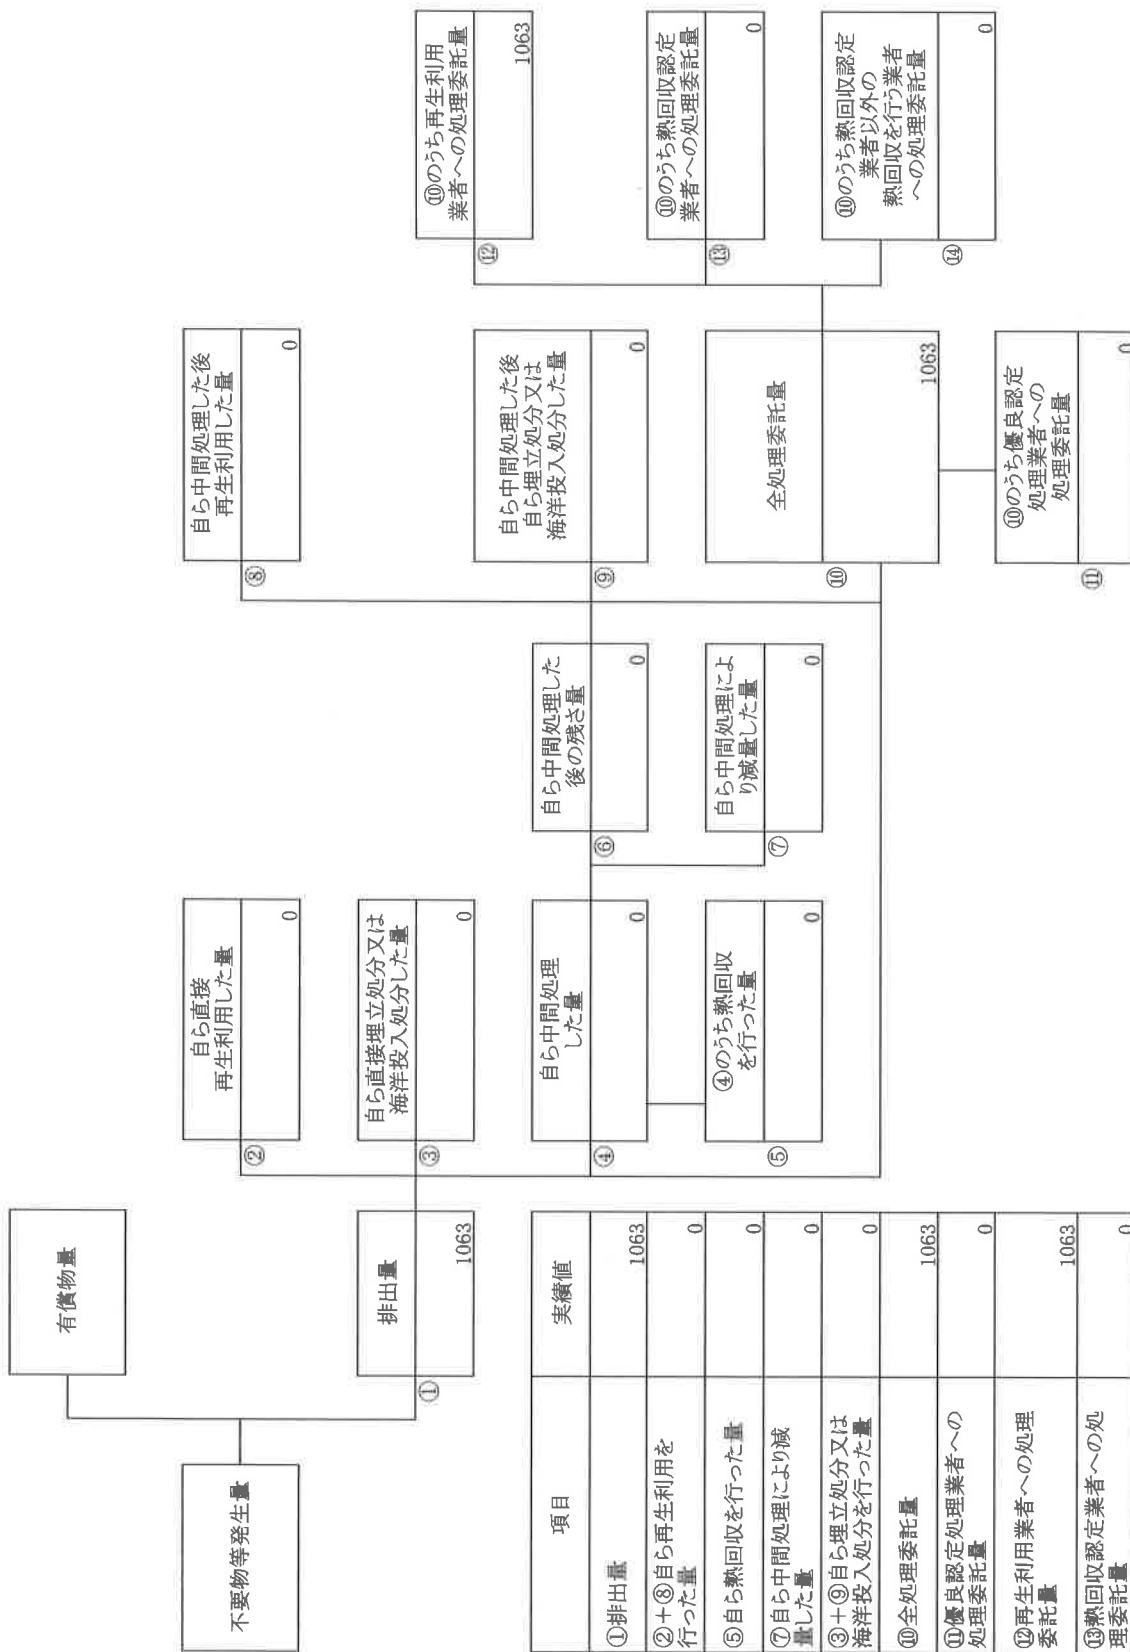 不要物等発生量
有償物量
①
排出量
1063
②
自ら直接
再生利用した量
0
③
自ら直接埋立処分又は
海洋投入処分した量
0
④
自ら中間処理
した量
0
⑤
④のうち熱回収
を行った量
0
⑥
自ら中間処理した
後の残さ量
0
⑦
自ら中間処理によ
り減量した量
0
⑧
自ら中間処理した後
再生利用した量
0
⑨
自ら中間処理した後
自ら埋立処分又は
海洋投入処分した量
0
⑩
全処理委託量
1063
⑪
⑩のうち優良認定
処理業者への
処理委託量
0
⑫
⑩のうち再生利用
業者への処理委託量
1063
⑬
⑩のうち熱回収認定
業者への処理委託量
0
⑭
⑩のうち熱回収認定
業者以外の
熱回収を行う業者
への処理委託量
0
項目 実績値
①排出量 1063
②+⑧自ら再生利用を
行った量 0
⑤自ら熱回収を行った量 0
⑦自ら中間処理により減
量した量 0
③+⑨自ら埋立処分又は
海洋投入処分を行った量 0
⑩全処理委託量 1063
⑪優良認定処理業者への
処理委託量 0
⑫再生利用業者への処理
委託量 1063
⑬熱回収認定業者への処
理委託量 0